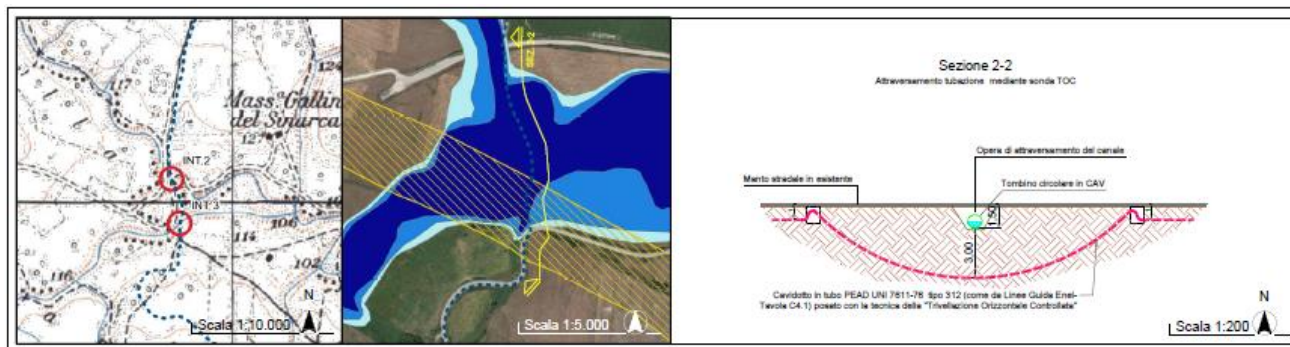 124
117
Mass.ª Gallin
del Sinarca
127
INT.2
INT.3
106
114
102
116
N
Scala 1:10.000
SEZ. 2-2
Scala 1:5.000
Sezione 2-2
Attraversamento tubazione mediante sonda TOC
Opera di attraversamento del canale
Manto stradale in esistente
Tombino circolare in CAV
1.50
3.00
Cavidotto in tubo PEAD UNI 7611-76 tipo 312 (come da Linee Guida Enel-
Tavola C4.1) posato con la tecnica della "Trivellazione Orizzontale Controllata"
N
Scala 1:200